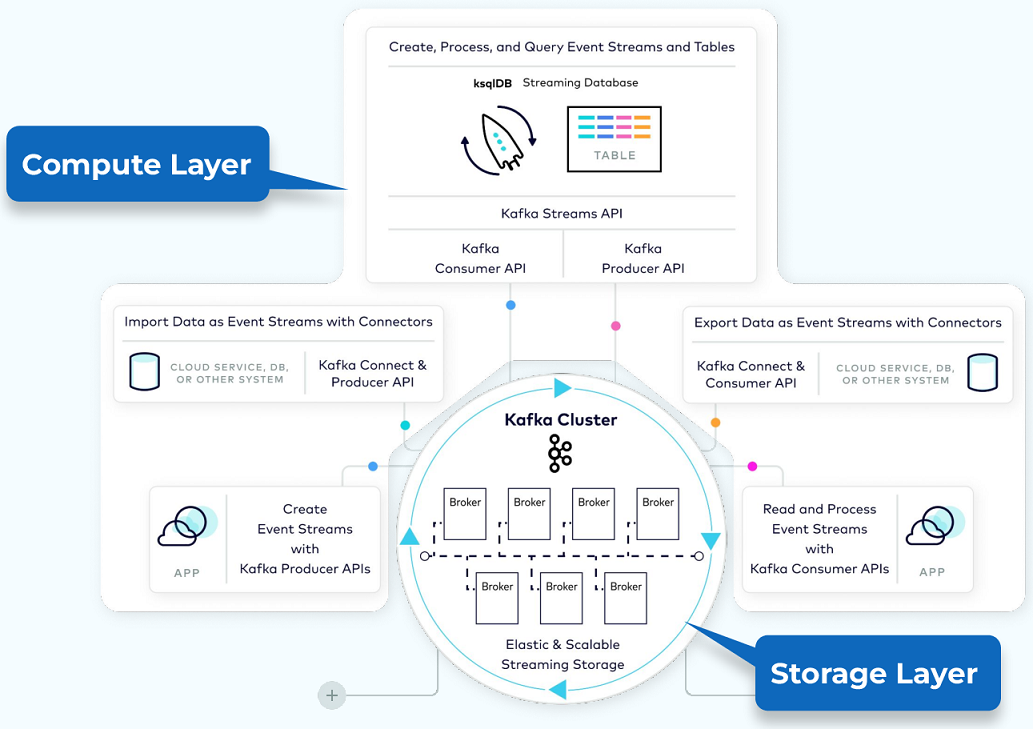 Create, Process, and Query Event Streams and Tables
ksqlDB Streaming Database
TABLE
Kafka Streams API
Kafka
Consumer API
Kafka
Producer API
Compute Layer
Import Data as Event Streams with Connectors
CLOUD SERVICE, DB,
OR OTHER SYSTEM
Kafka Connect &
Producer API
Export Data as Event Streams with Connectors
Kafka Connect &
Consumer API
CLOUD SERVICE, DB,
OR OTHER SYSTEM
APP
Create
Event Streams
with
Kafka Producer APIs
Kafka Cluster
Broker
Broker
Broker
Broker
Broker
Broker
Broker
Elastic & Scalable
Streaming Storage
Read and Process
Event Streams
with
Kafka Consumer APIs
APP
Storage Layer
+